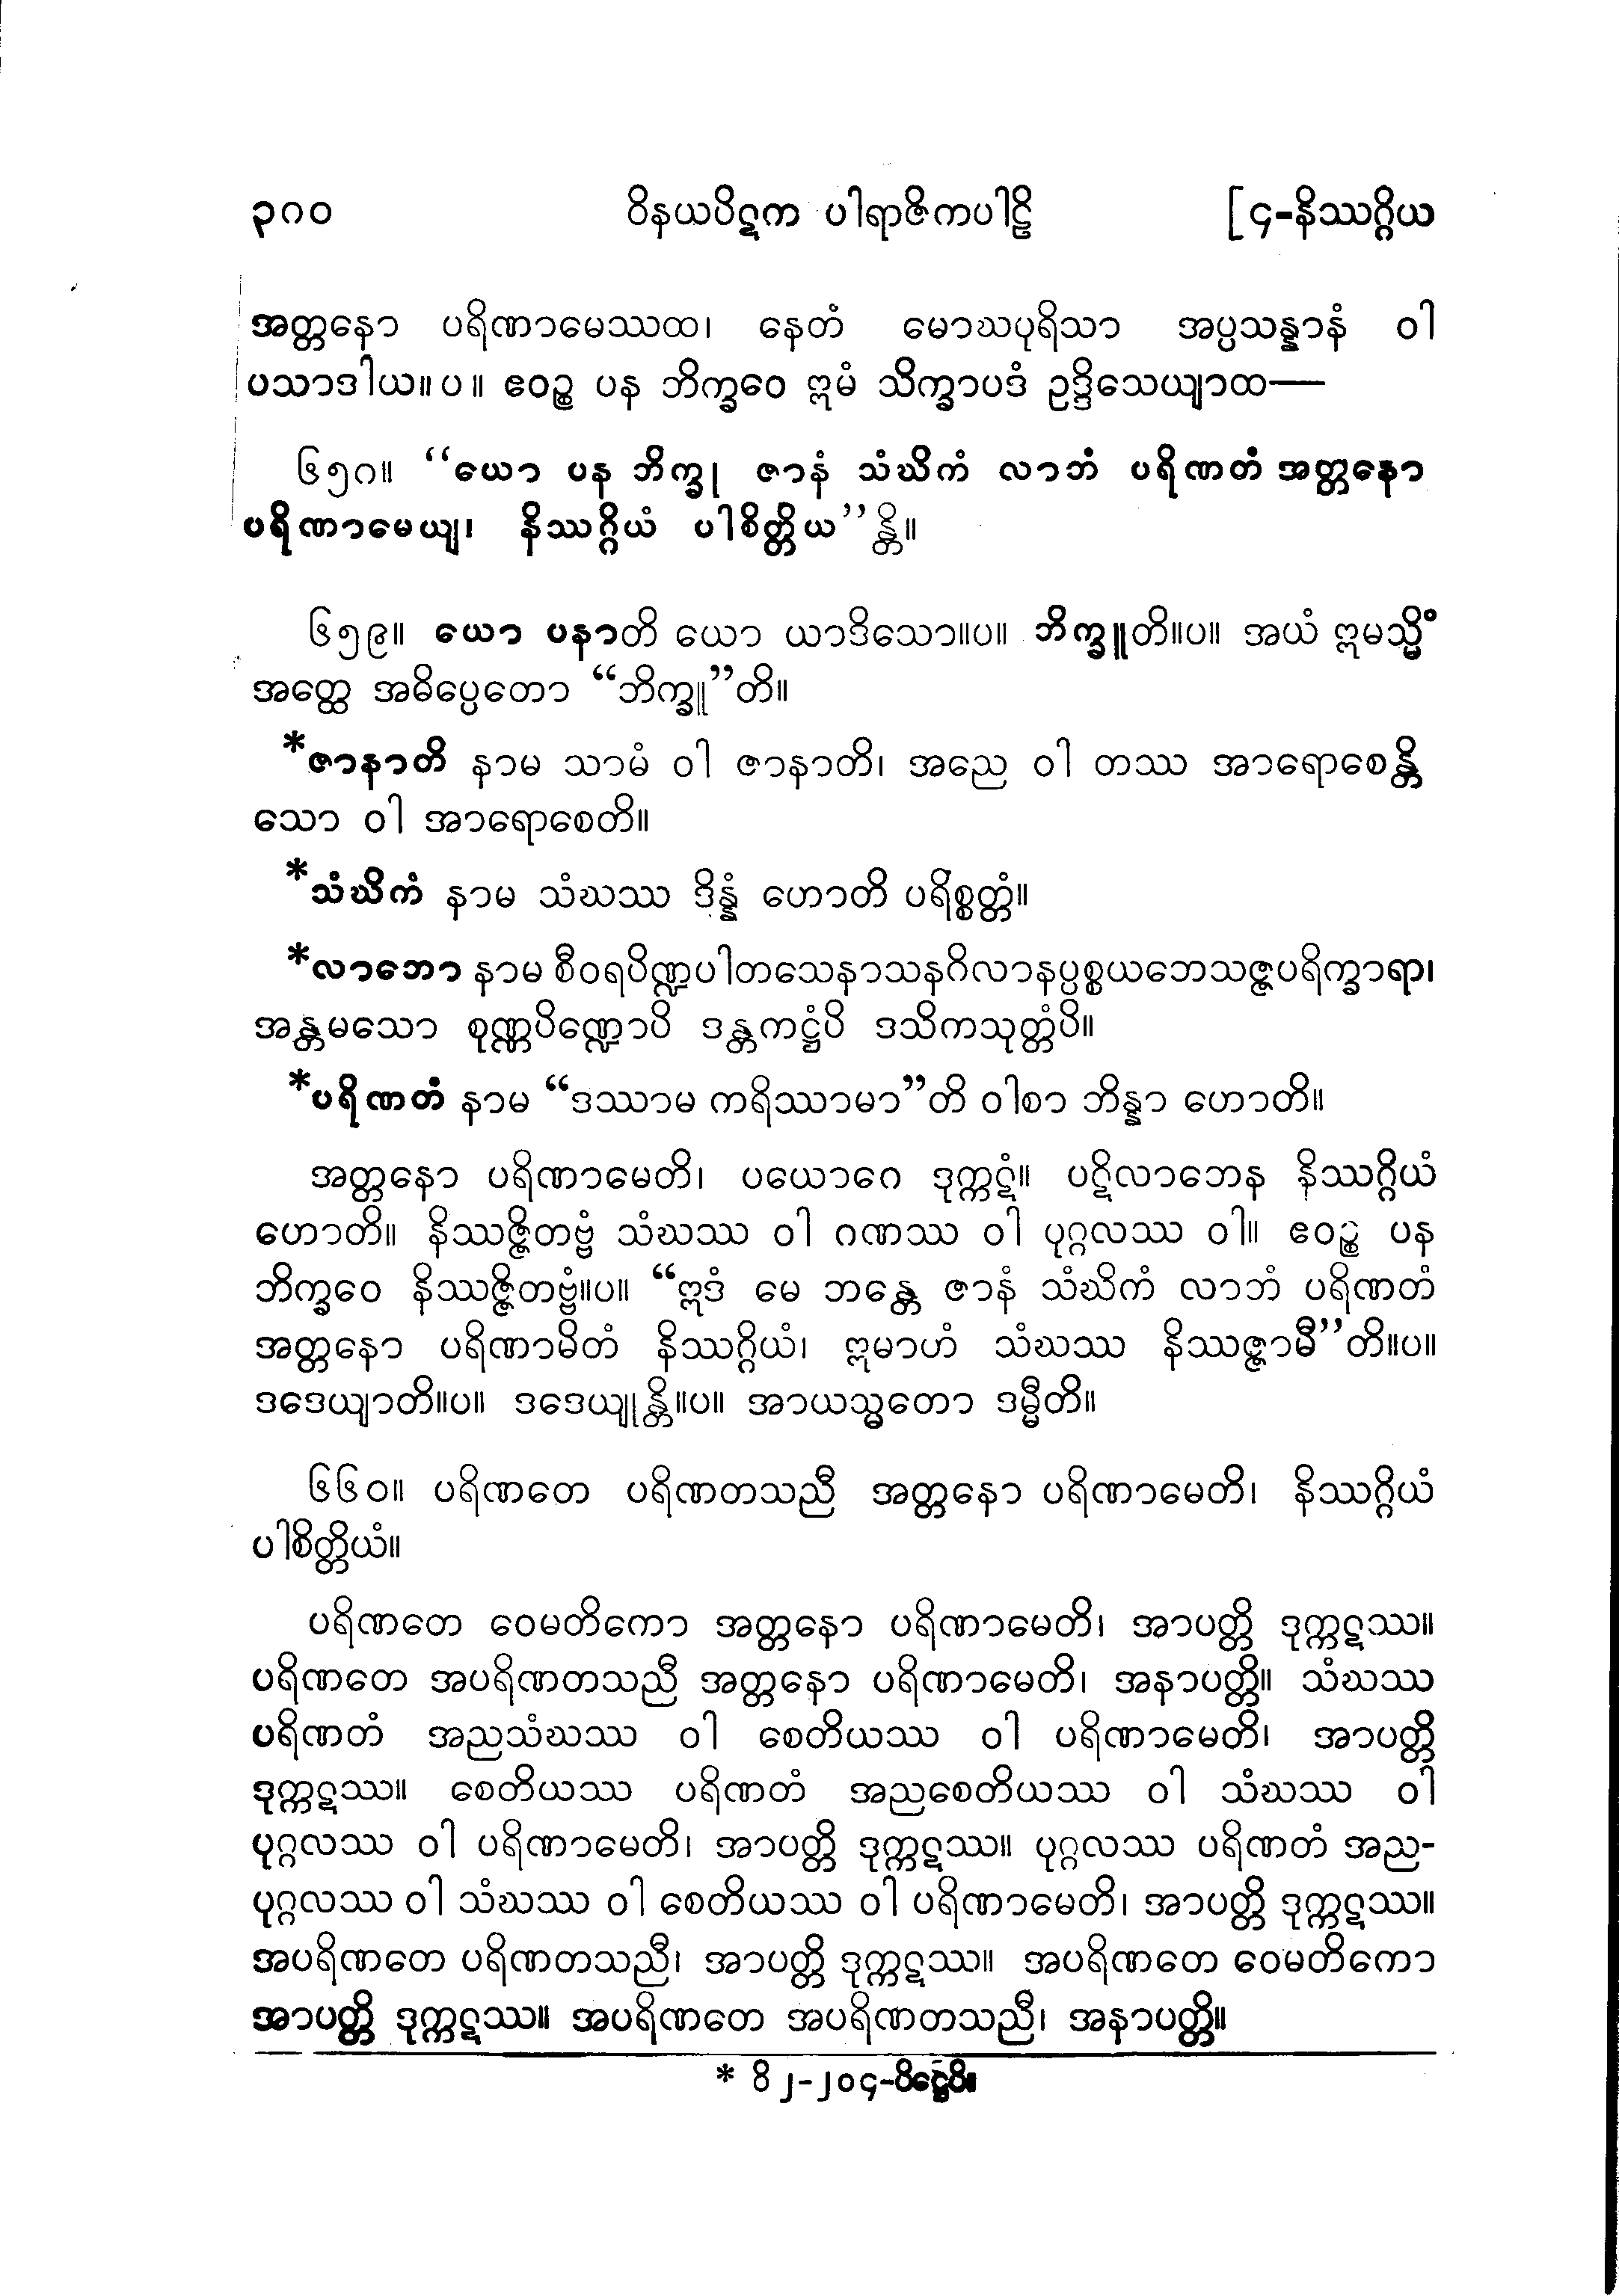 ၃၁၀ ဝိနယပိဋက ပါရာဇိကပါဠိ [၄-နိဿဂ္ဂိယ
အတ္တနော ပရိဏာမေဿထ၊ နေတံ မောဃပုရိသာ အပ္ပသန္နာနံ ဝါ
ပသာဒါယ။ ပ ။ ဧဝဉ္စ ပန ဘိက္ခဝေ ဣမံ သိက္ခာပဒံ ဥဒ္ဒိသေယျာထ—
၆၅၈။ “ယော ပန ဘိက္ခု ဇာနံ သံဃိကံ လာဘံ ပရိဏတံ အတ္တနော
ပရိဏာမေယျ၊ နိဿဂ္ဂိယံ ပါစိတ္တိယ”န္တိ။
၆၅၉။ ယော ပနာတိ ယော ယာဒိသော။ပ။ ဘိက္ခူတိ။ပ။ အယံ ဣမသ္မိံ
အတ္ထေ အဓိပ္ပေတော “ဘိက္ခူ”တိ။
*ဇာနာတိ နာမ သာမံ ဝါ ဇာနာတိ၊ အညေ ဝါ တဿ အာရောစေန္တိ
သော ဝါ အာရောစေတိ။
*သံဃိကံ နာမ သံဃဿ ဒိန္နံ ဟောတိ ပရိစ္စတ္တံ။
*လာဘော နာမ စီဝရပိဏ္ဍပါတသေနာသနဂိလာနပ္ပစ္စယဘေသဇ္ဇပရိက္ခာရာ၊
အန္တမသော စုဏ္ဏပိဏ္ဍောပိ ဒန္တကဋ္ဌံပိ ဒသိကသုတ္တံပိ။
*ပရိဏတံ နာမ “ဒဿာမ ကရိဿာမာ”တိ ဝါစာ ဘိန္နာ ဟောတိ။
အတ္တနော ပရိဏာမေတိ၊ ပယောဂေ ဒုက္ကဋံ။ ပဋိလာဘေန နိဿဂ္ဂိယံ
ဟောတိ။ နိဿဇ္ဇိတဗ္ဗံ သံဃဿ ဝါ ဂဏဿ ဝါ ပုဂ္ဂလဿ ဝါ။ ဧဝဉ္စ ပန
ဘိက္ခဝေ နိဿဇ္ဇိတဗ္ဗံ။ပ။ “ဣဒံ မေ ဘန္တေ ဇာနံ သံဃိကံ လာဘံ ပရိဏတံ
အတ္တနော ပရိဏာမိတံ နိဿဂ္ဂိယံ၊ ဣမာဟံ သံဃဿ နိဿဇ္ဇာမီ”တိ။ပ။
ဒဒေယျာတိ။ပ။ ဒဒေယျုန္တိ။ပ။ အာယသ္မတော ဒမ္မီတိ။
၆၆၀။ ပရိဏတေ ပရိဏတသညီ အတ္တနော ပရိဏာမေတိ၊ နိဿဂ္ဂိယံ
ပါစိတ္တိယံ။
ပရိဏတေ ဝေမတိကော အတ္တနော ပရိဏာမေတိ၊ အာပတ္တိ ဒုက္ကဋဿ။
ပရိဏတေ အပရိဏတသညီ အတ္တနော ပရိဏာမေတိ၊ အနာပတ္တိ။ သံဃဿ
ပရိဏတံ အညသံဃဿ ဝါ စေတိယဿ ဝါ ပရိဏာမေတိ၊ အာပတ္တိ
ဒုက္ကဋဿ။ စေတိယဿ ပရိဏတံ အညစေတိယဿ ဝါ သံဃဿ ဝါ
ပုဂ္ဂလဿ ဝါ ပရိဏာမေတိ၊ အာပတ္တိ ဒုက္ကဋဿ။ ပုဂ္ဂလဿ ပရိဏတံ အည-
ပုဂ္ဂလဿ ဝါ သံဃဿ ဝါ စေတိယဿ ဝါ ပရိဏာမေတိ၊ အာပတ္တိ ဒုက္ကဋဿ။
အပရိဏတေ ပရိဏတသညီ၊ အာပတ္တိ ဒုက္ကဋဿ။ အပရိဏတေ ဝေမတိကော
အာပတ္တိ ဒုက္ကဋဿ။ အပရိဏတေ အပရိဏတသညီ၊ အနာပတ္တိ။
* ဝိ ၂-၂၀၄-ပိဋ္ဌေပိ။